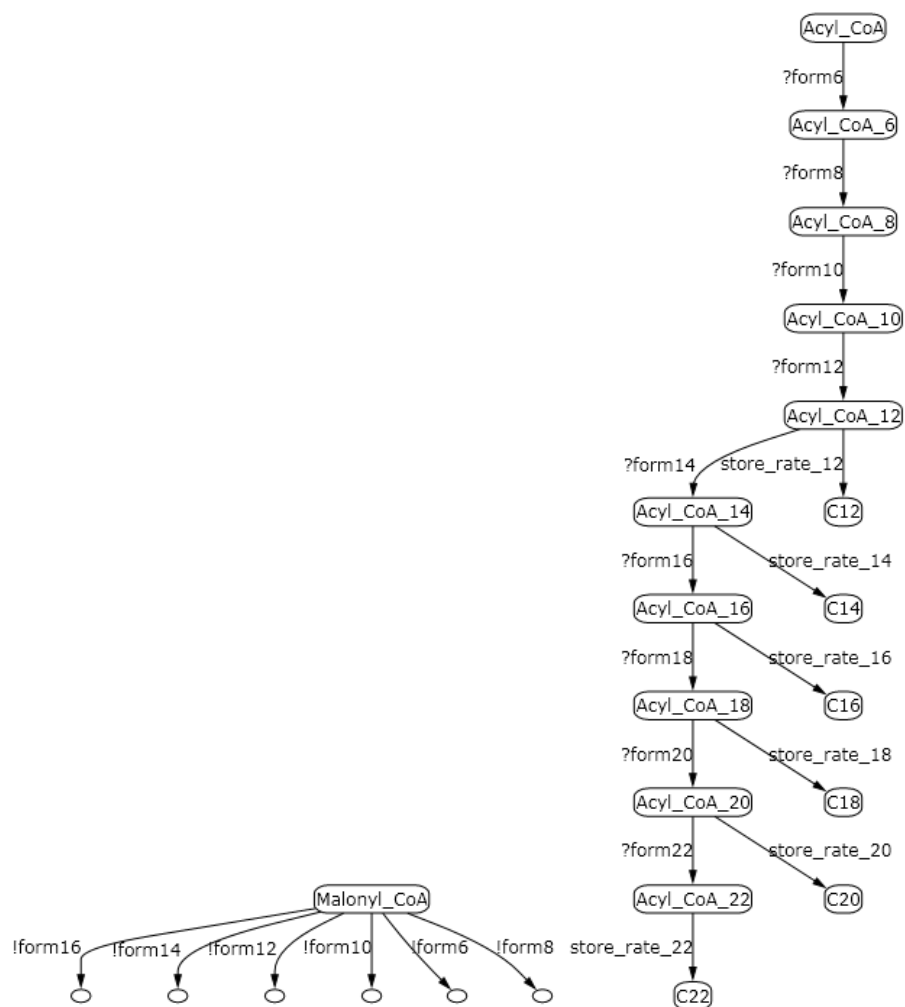 Acyl_CoA
?form6
Acyl_CoA_6
?form8
Acyl_CoA_8
?form10
Acyl_CoA_10
?form12
Acyl_CoA_12
?form14
store_rate_12
Acyl_CoA_14
C12
?form16
store_rate_14
Acyl_CoA_16
C14
?form18
store_rate_16
Acyl_CoA_18
C16
?form20
store_rate_18
Acyl_CoA_20
C18
?form22
store_rate_20
Malonyl_CoA
Acyl_CoA_22
C20
!form16
!form14
!form12
!form10
!form6
!form8
store_rate_22
C22